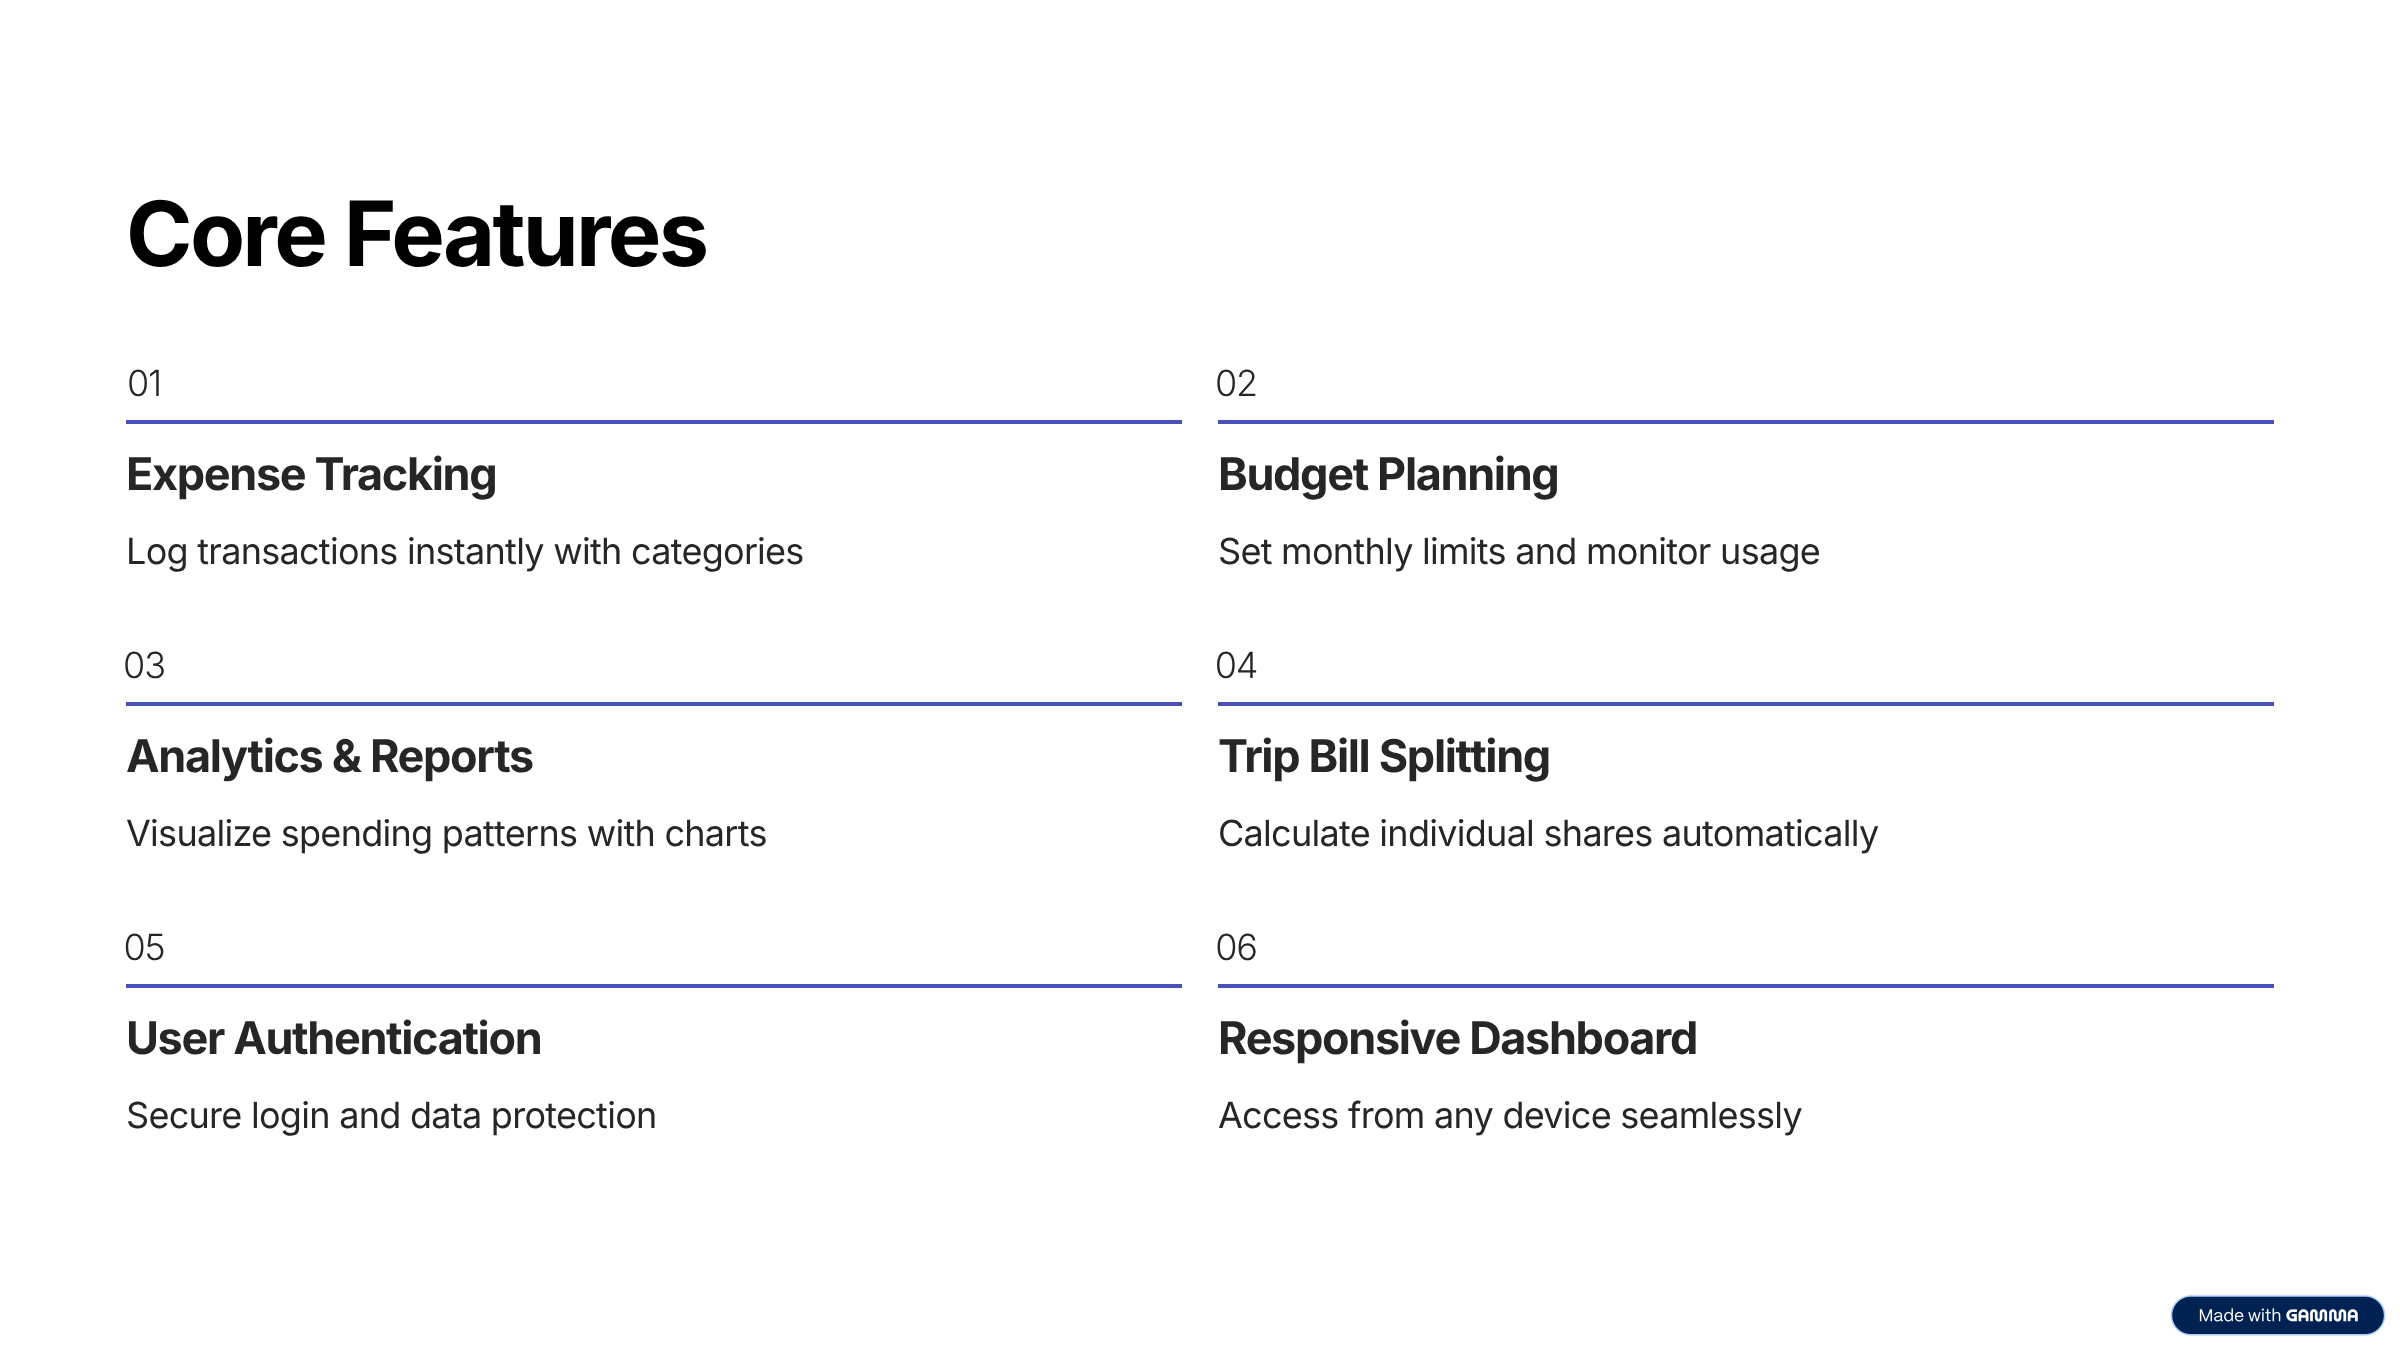 Core Features
01
Expense Tracking
Log transactions instantly with categories
02
Budget Planning
Set monthly limits and monitor usage
03
Analytics & Reports
Visualize spending patterns with charts
04
Trip Bill Splitting
Calculate individual shares automatically
05
User Authentication
Secure login and data protection
06
Responsive Dashboard
Access from any device seamlessly
Made with GAMMA